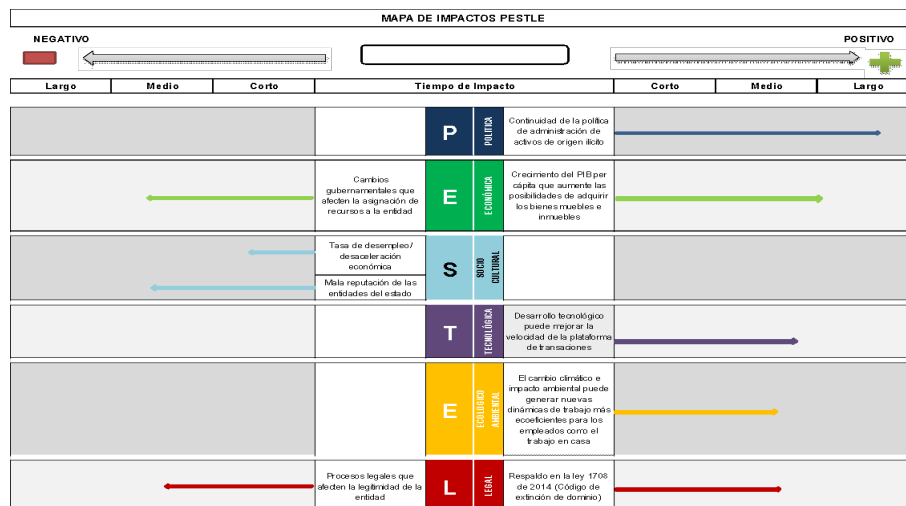 MAPA DE IMPACTOS PESTLE
NEGATIVO
POSITIVO
Largo
Medio
Corto
Tiempo de Impacto
Corto
Medio
Largo
P
POLITICA
Continuidad de la política
de administración de
activos de origen ilícito
Cambios
gubernamentales que
afecten la asignación de
recursos a la entidad
E
ECONÓMICA
Crecimiento del PIB per
cápita que aumente las
posibilidades de adquirir
los bienes muebles e
inmuebles
Tasa de desempleo/
desaceleración
económica
Mala reputación de las
entidades del estado
S
SOCIO
CULTURAL
T
TECNOLÓGICA
Desarrollo tecnológico
puede mejorar la
velocidad de la plataforma
de transaciones
E
ECOLOGICO
AMBIENTAL
El cambio climático e
impacto ambiental puede
generar nuevas
dinámicas de trabajo más
ecoeficientes para los
empleados como el
trabajo en casa
Procesos legales que
afecten la legitimidad de la
entidad
L
LEGAL
Respaldo en la ley 1708
de 2014 (Código de
extinción de dominio)